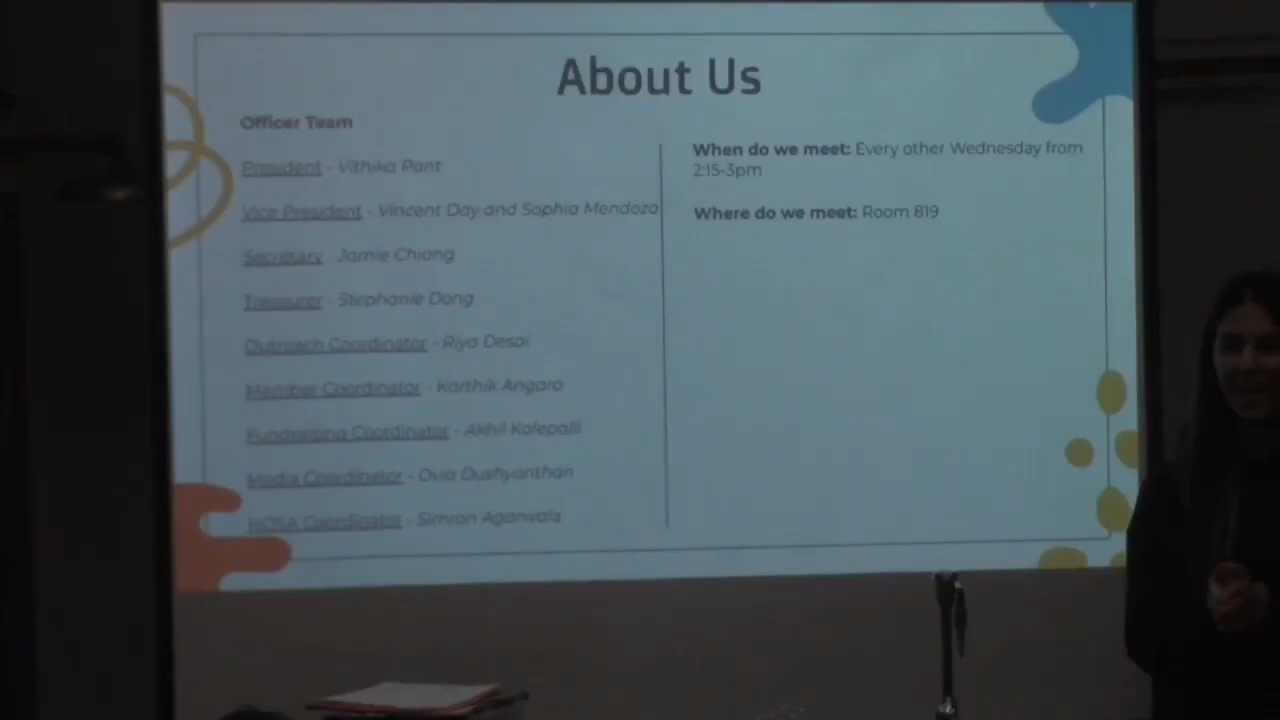 About Us
Officer Team
President - Vithika Pant
Vice President - Vincent Day and Sophia Mendoza
Secretary - Jamie Chiang
Treasurer - Stephanie Dong
Outreach Coordinator - Riya Desai
Member Coordinator - Karthik Angara
Fundraising Coordinator - Akhil Kalepalli
Media Coordinator - Ovia Dushyanthan
HOSA Coordinator - Simran Agarwala
When do we meet: Every other Wednesday from
2:15-3pm
Where do we meet: Room 819